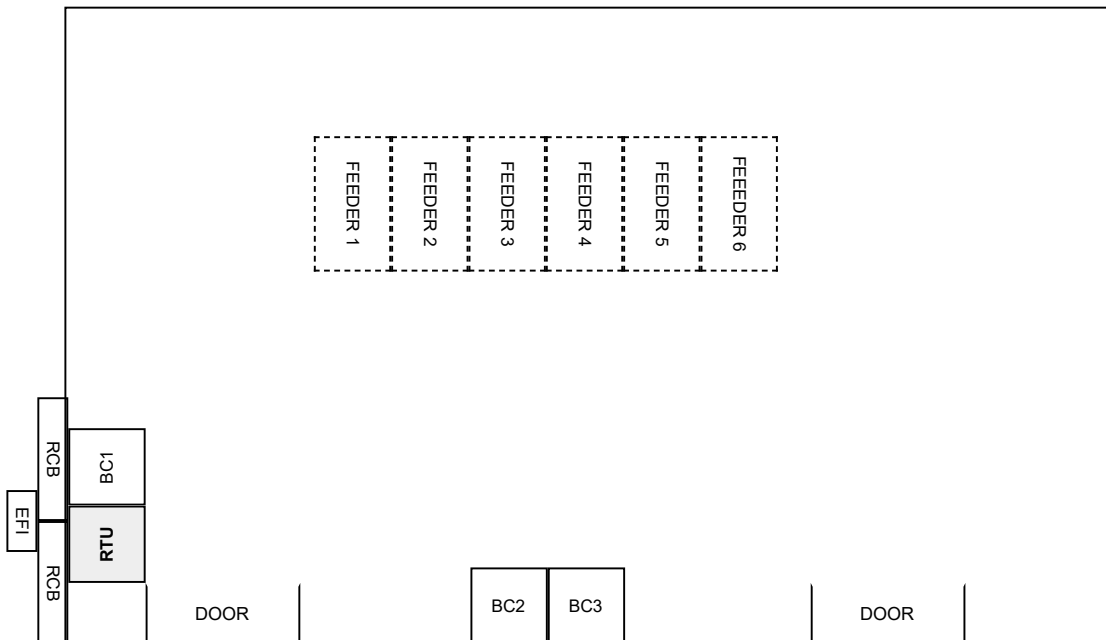 FEEDER 1
FEEDER 2
FEEDER 3
FEEDER 4
FEEDER 5
FEEEDER 6
RCB
BC1
EFI
RTU
RCB
DOOR
BC2
BC3
DOOR